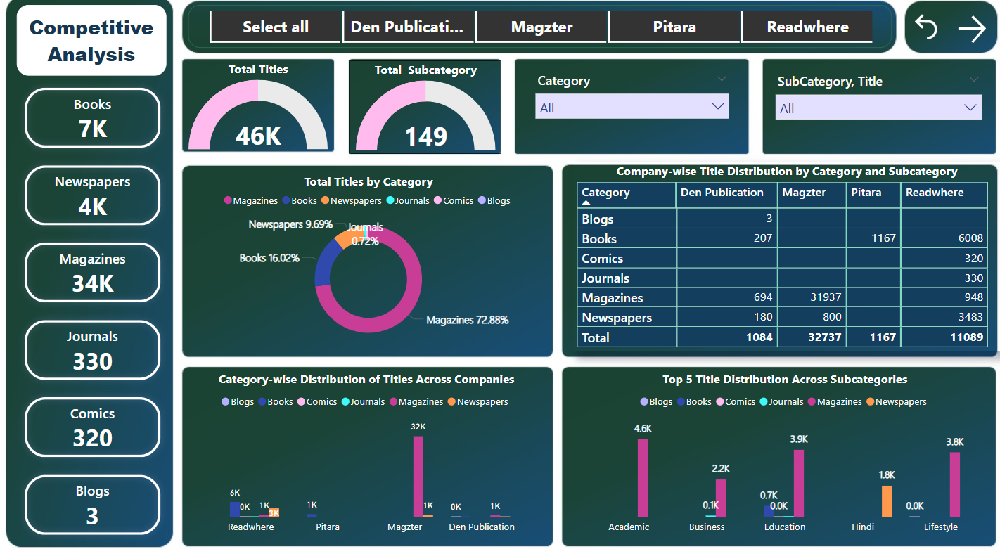 Competitive
Analysis
Select all
Den Publicati...
Magzter
Pitara
Readwhere
Books
7K
Newspapers
4K
Magazines
34K
Journals
330
Comics
320
Blogs
3
Total Titles
46K
Total Subcategory
149
Category
All
SubCategory, Title
All
Total Titles by Category
Magazines Books Newspapers Journals Comics Blogs
Newspapers 9.69%
Journals
0.72%
Books 16.02%
Magazines 72.88%
Company-wise Title Distribution by Category and Subcategory
Category Den Publication Magzter Pitara Readwhere
Blogs 3
Books 207 1167 6008
Comics 320
Journals 330
Magazines 694 31937 948
Newspapers 180 800 3483
Total 1084 32737 1167 11089
Category-wise Distribution of Titles Across Companies
Blogs Books Comics Journals Magazines Newspapers
32K
6K
0K 1K 3K 1K 1K 0K 1K
Readwhere Pitara Magzter Den Publication
Top 5 Title Distribution Across Subcategories
Blogs Books Comics Journals Magazines Newspapers
4.6K
3.9K
3.8K
2.2K
1.8K
0.7K
0.1K 0.0K 0.0K
Academic Business Education Hindi Lifestyle